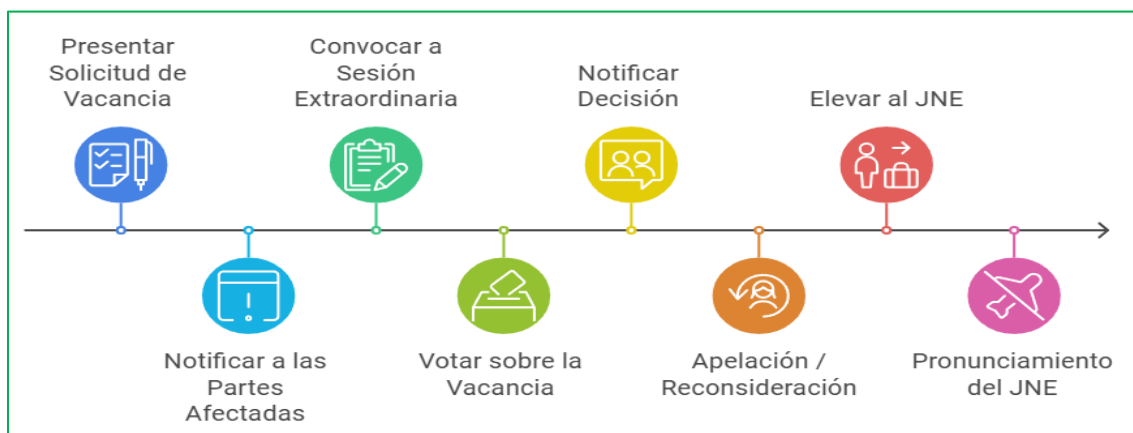 Presentar
Solicitud de
Vacancia
Convocar a
Sesión
Extraordinaria
Notificar
Decisión
Elevar al JNE
Notificar a las
Partes
Afectadas
Votar sobre la
Vacancia
Apelación /
Reconsideración
Pronunciamiento
del JNE